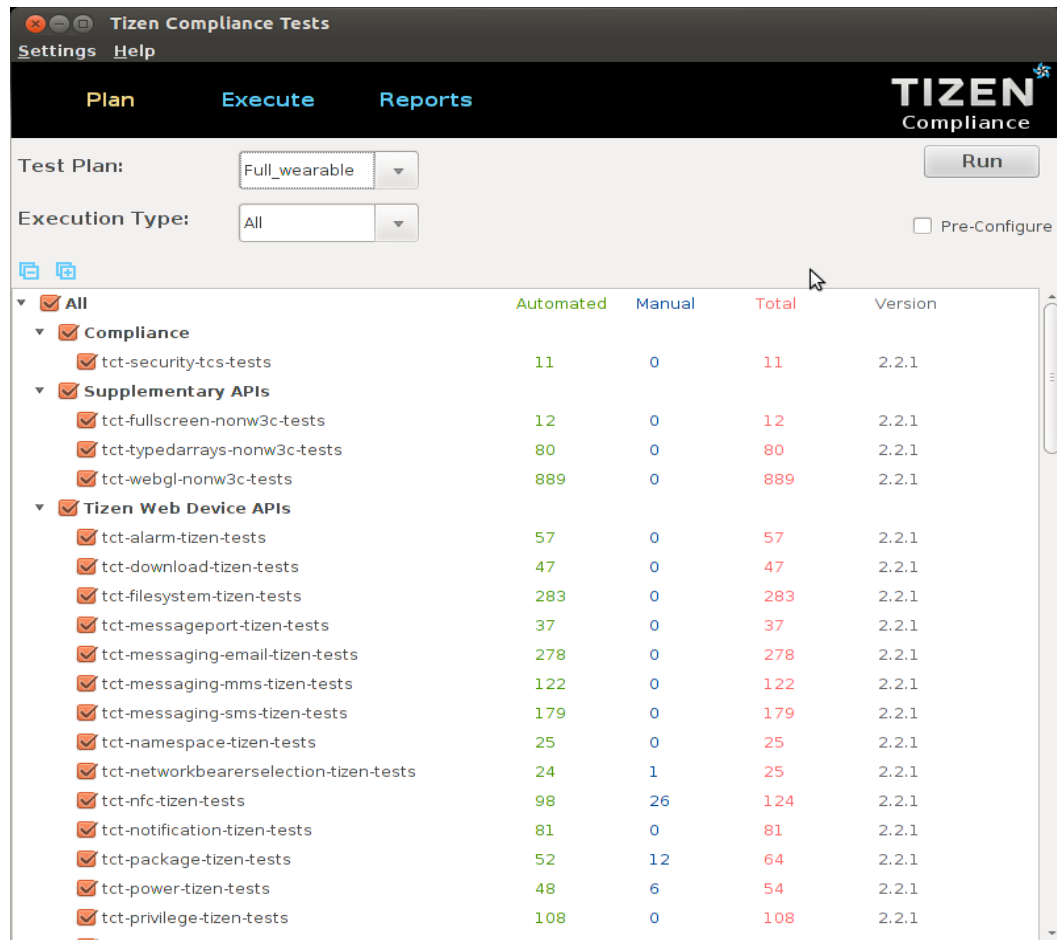 Tizen Compliance Tests
Settings Help
Plan Execute Reports
TIZEN
Compliance
Test Plan: Full_wearable Run
Execution Type: All Pre-Configure
All Automated Manual Total Version
Compliance
tct-security-tcs-tests 11 0 11 2.2.1
Supplementary APIs
tct-fullscreen-nonw3c-tests 12 0 12 2.2.1
tct-typedarrays-nonw3c-tests 80 0 80 2.2.1
tct-webgl-nonw3c-tests 889 0 889 2.2.1
Tizen Web Device APIs
tct-alarm-tizen-tests 57 0 57 2.2.1
tct-download-tizen-tests 47 0 47 2.2.1
tct-filesystem-tizen-tests 283 0 283 2.2.1
tct-messageport-tizen-tests 37 0 37 2.2.1
tct-messaging-email-tizen-tests 278 0 278 2.2.1
tct-messaging-mms-tizen-tests 122 0 122 2.2.1
tct-messaging-sms-tizen-tests 179 0 179 2.2.1
tct-namespace-tizen-tests 25 0 25 2.2.1
tct-networkbearerselection-tizen-tests 24 1 25 2.2.1
tct-nfc-tizen-tests 98 26 124 2.2.1
tct-notification-tizen-tests 81 0 81 2.2.1
tct-package-tizen-tests 52 12 64 2.2.1
tct-power-tizen-tests 48 6 54 2.2.1
tct-privilege-tizen-tests 108 0 108 2.2.1